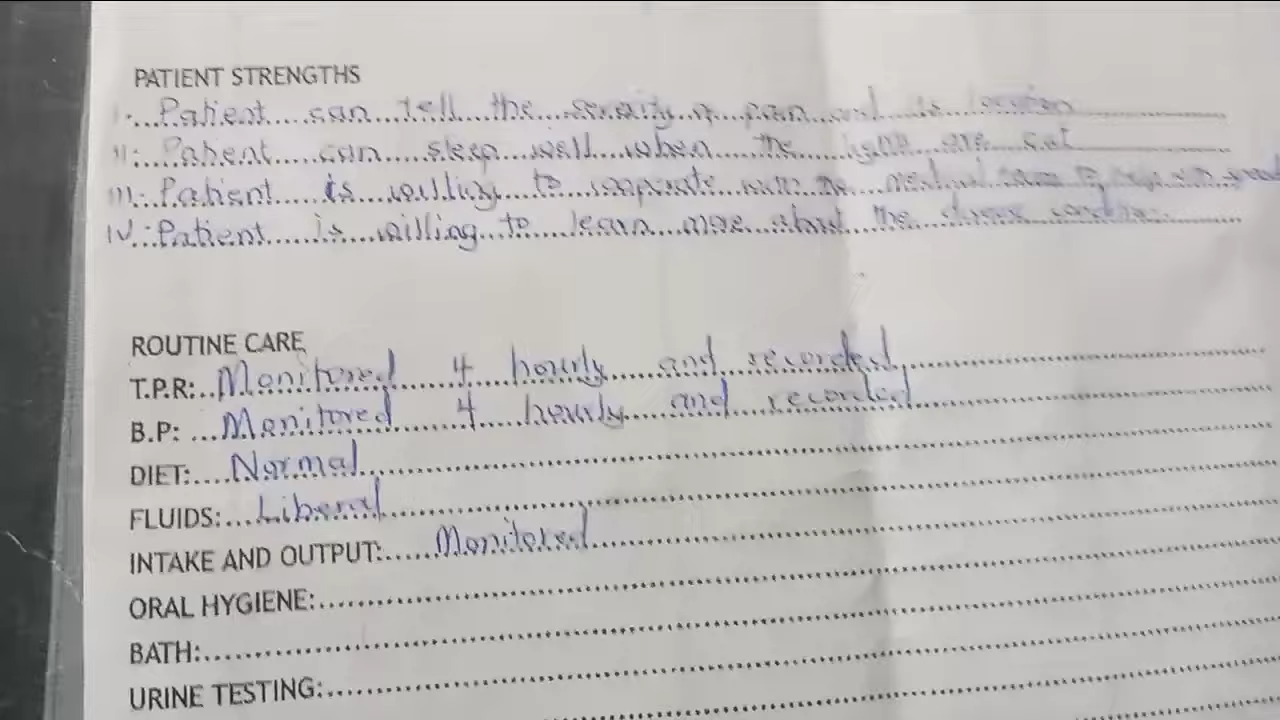 PATIENT STRENGTHS
I. Patient can tell the severity of pain and its location
II. Patient can sleep well when the lights are
III. Patient is willing to cooperate with the medical team to
IV. Patient is willing to learn more about the disease condition.
ROUTINE CARE
T.P.R: Monitored 4 hourly and recorded
B.P: Monitored 4 hourly and recorded
DIET: Normal
FLUIDS: Liberal
INTAKE AND OUTPUT: Monitored
ORAL HYGIENE:
BATH:
URINE TESTING: